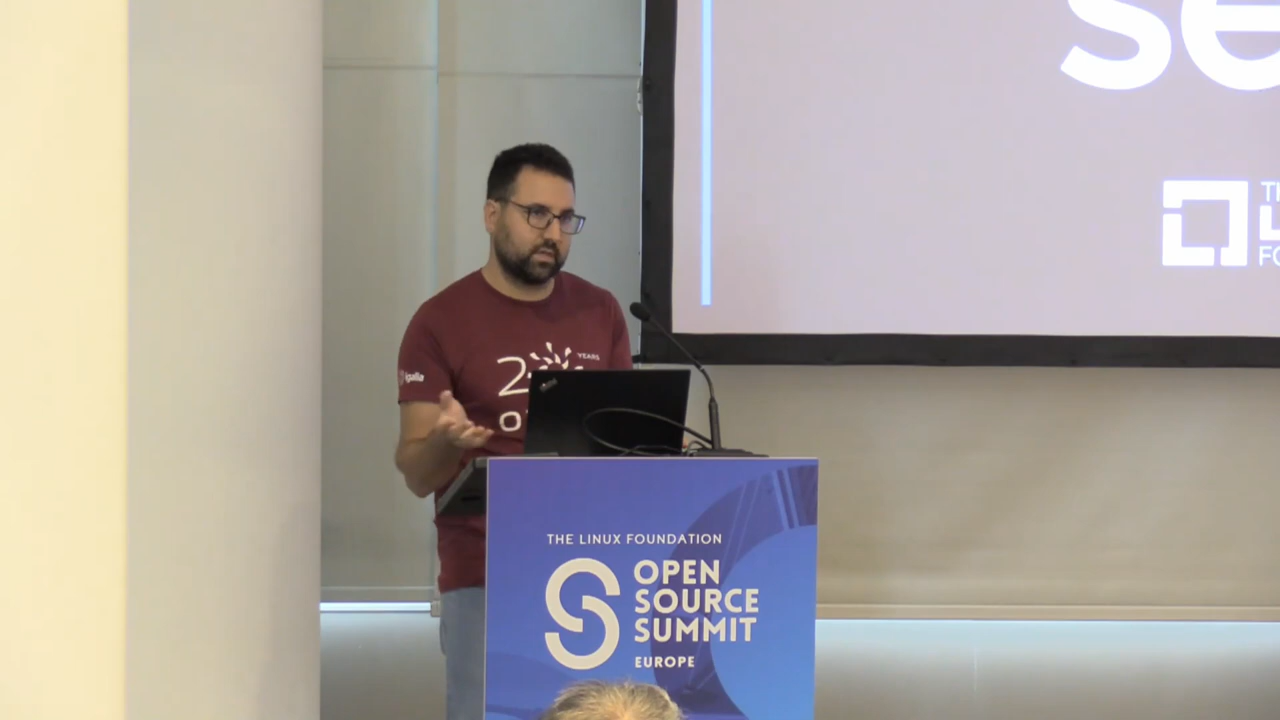 se
igalia
YEARS
THE LINUX FOUNDATION
OPEN
SOURCE
SUMMIT
EUROPE